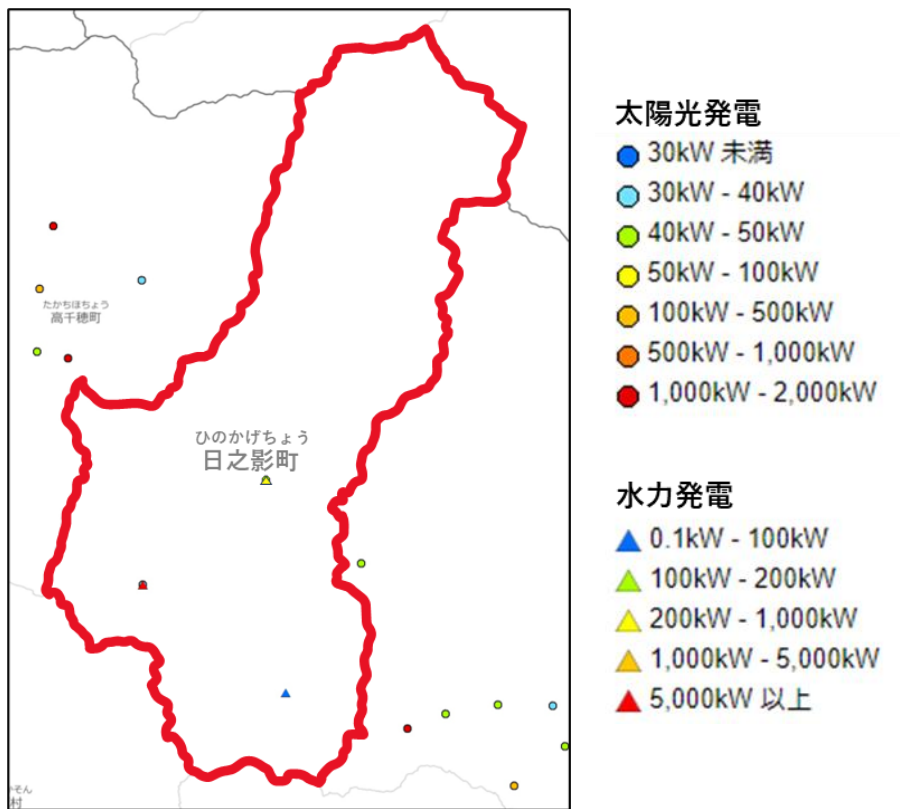 たかちほちょう
高千穂町
ひのかげちょう
日之影町
そん
村
太陽光発電
30kW 未満
30kW - 40kW
40kW - 50kW
50kW - 100kW
100kW - 500kW
500kW - 1,000kW
1,000kW - 2,000kW
水力発電
0.1kW - 100kW
100kW - 200kW
200kW - 1,000kW
1,000kW - 5,000kW
5,000kW 以上